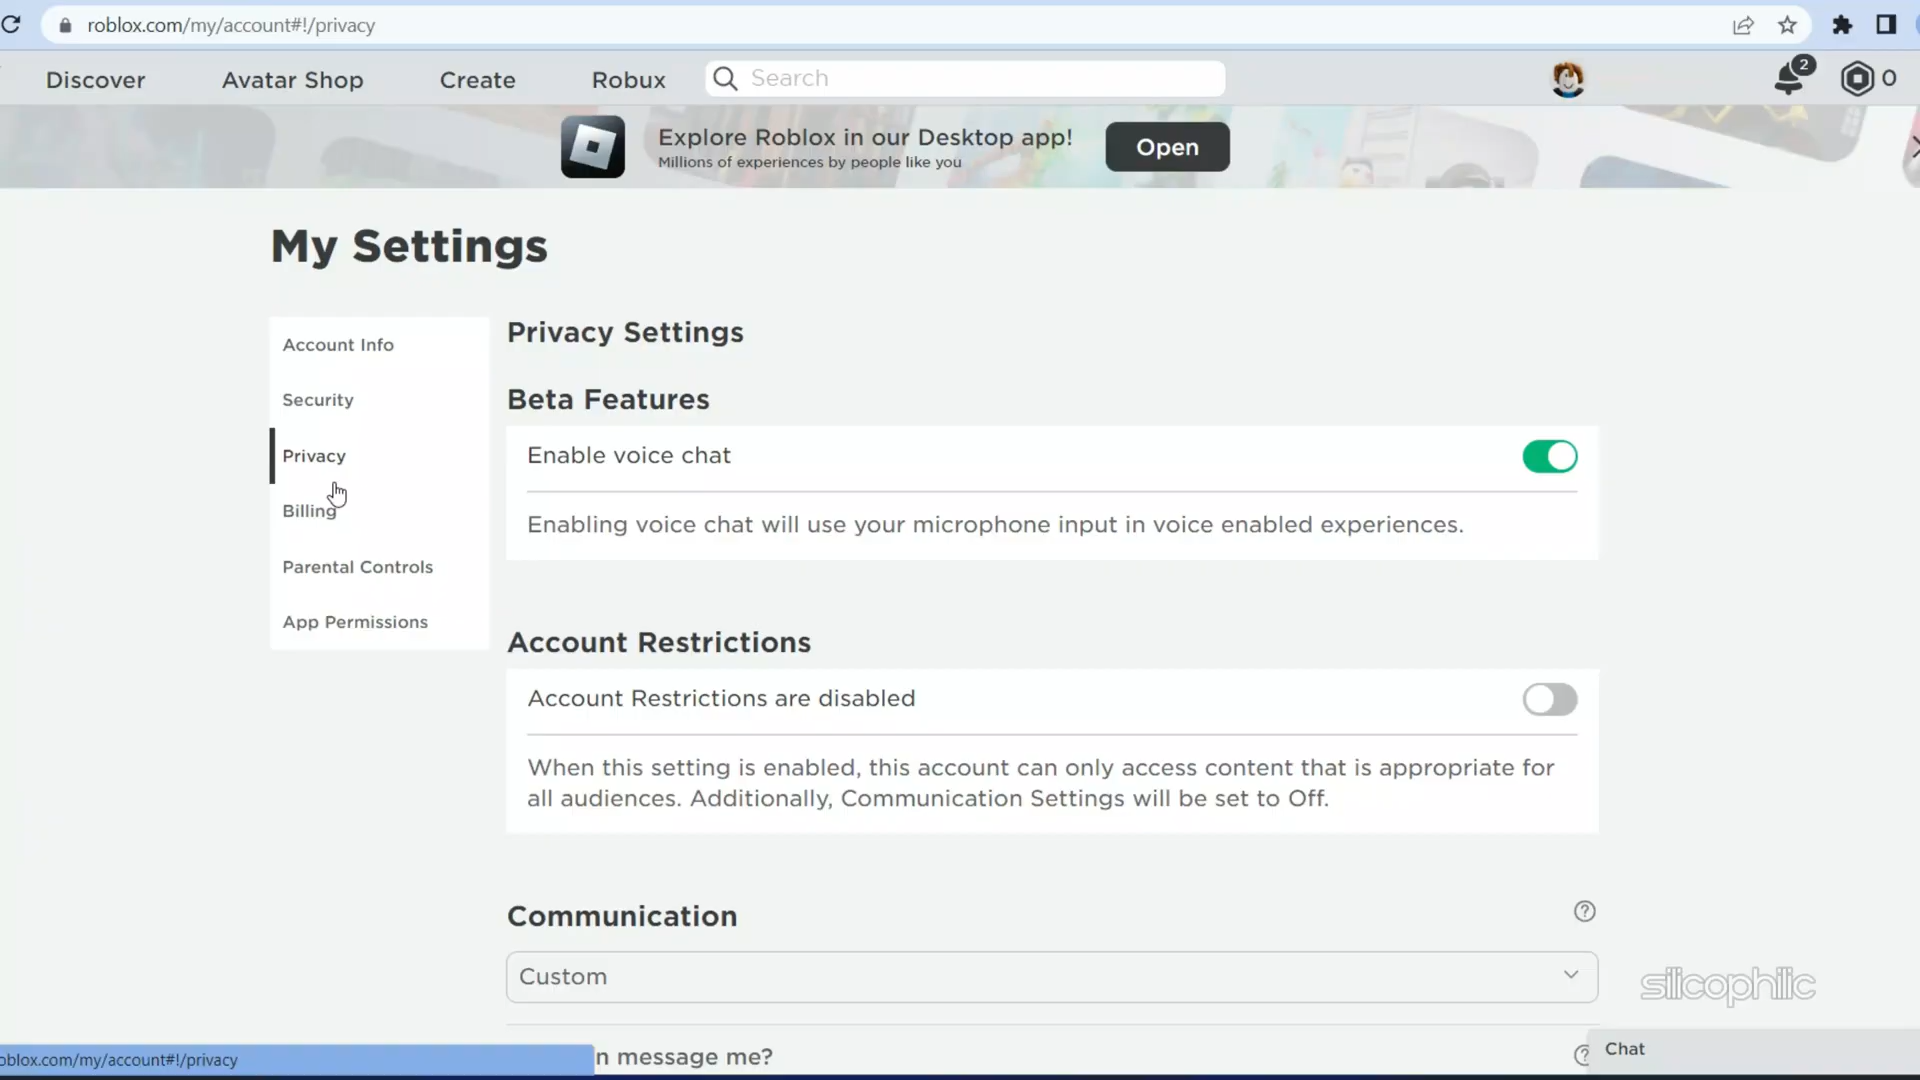 roblox.com/my/account#!/privacy
Discover
Avatar Shop
Create
Robux
Search
2
0
Explore Roblox in our Desktop app!
Millions of experiences by people like you
Open
My Settings
Account Info
Security
Privacy
Billing
Parental Controls
App Permissions
Privacy Settings
Beta Features
Enable voice chat
Enabling voice chat will use your microphone input in voice enabled experiences.
Account Restrictions
Account Restrictions are disabled
When this setting is enabled, this account can only access content that is appropriate for
all audiences. Additionally, Communication Settings will be set to Off.
Communication
?
Custom
silicophilic
n message me?
?
Chat
oblox.com/my/account#!/privacy